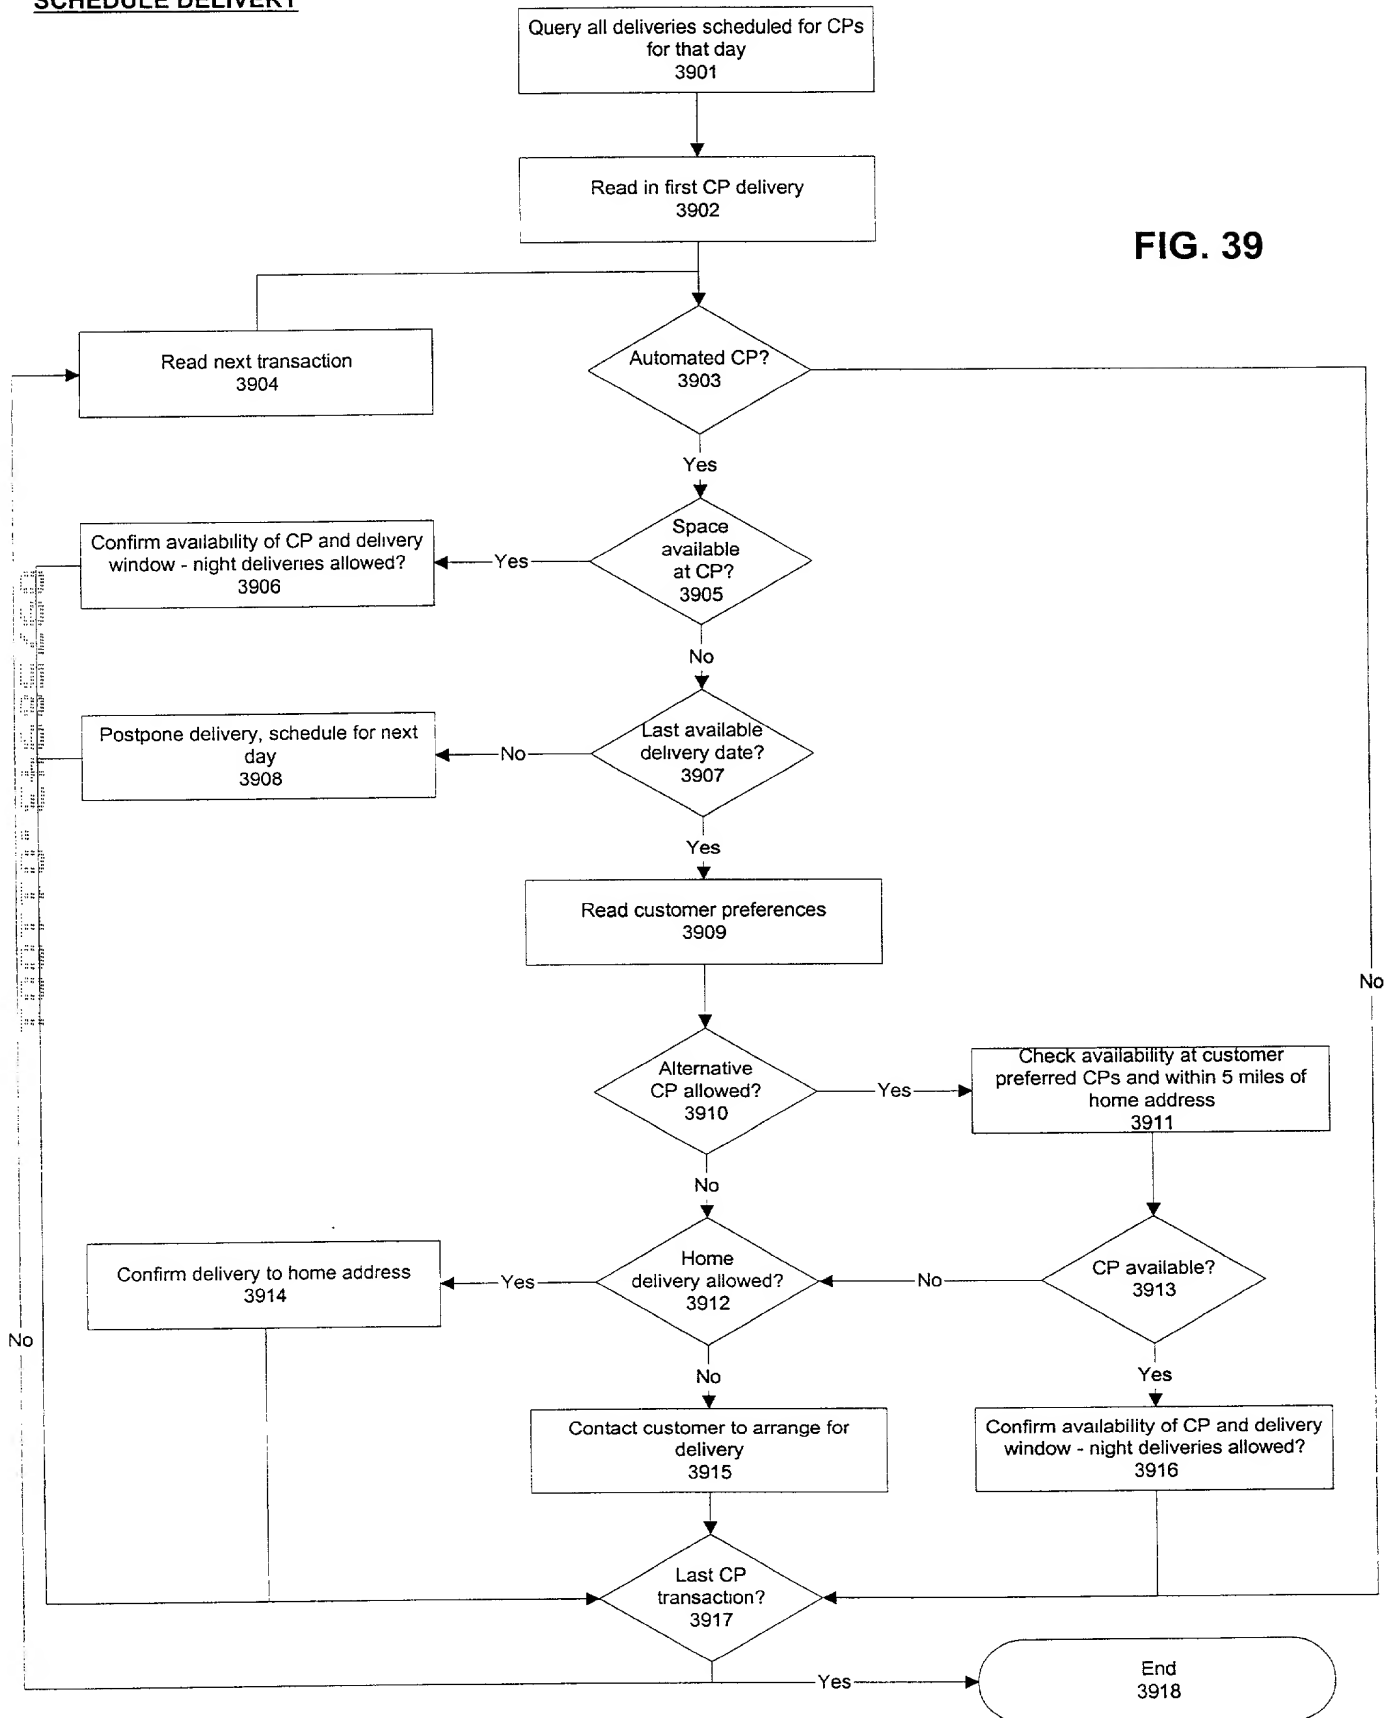 SCHEDULE DELIVERY
Query all deliveries scheduled for CPs
for that day
3901
Read in first CP delivery
3902
FIG. 39
Read next transaction
3904
Automated CP?
3903
Yes
Confirm availability of CP and delivery
window - night deliveries allowed?
3906
Yes
Space
available
at CP?
3905
No
Postpone delivery, schedule for next
day
3908
No
Last available
delivery date?
3907
Yes
Read customer preferences
3909
No
Alternative
CP allowed?
3910
Yes
Check availability at customer
preferred CPs and within 5 miles of
home address
3911
No
Confirm delivery to home address
3914
Yes
Home
delivery allowed?
3912
No
CP available?
3913
No
No
Yes
Contact customer to arrange for
delivery
3915
Confirm availability of CP and delivery
window - night deliveries allowed?
3916
Last CP
transaction?
3917
Yes
End
3918